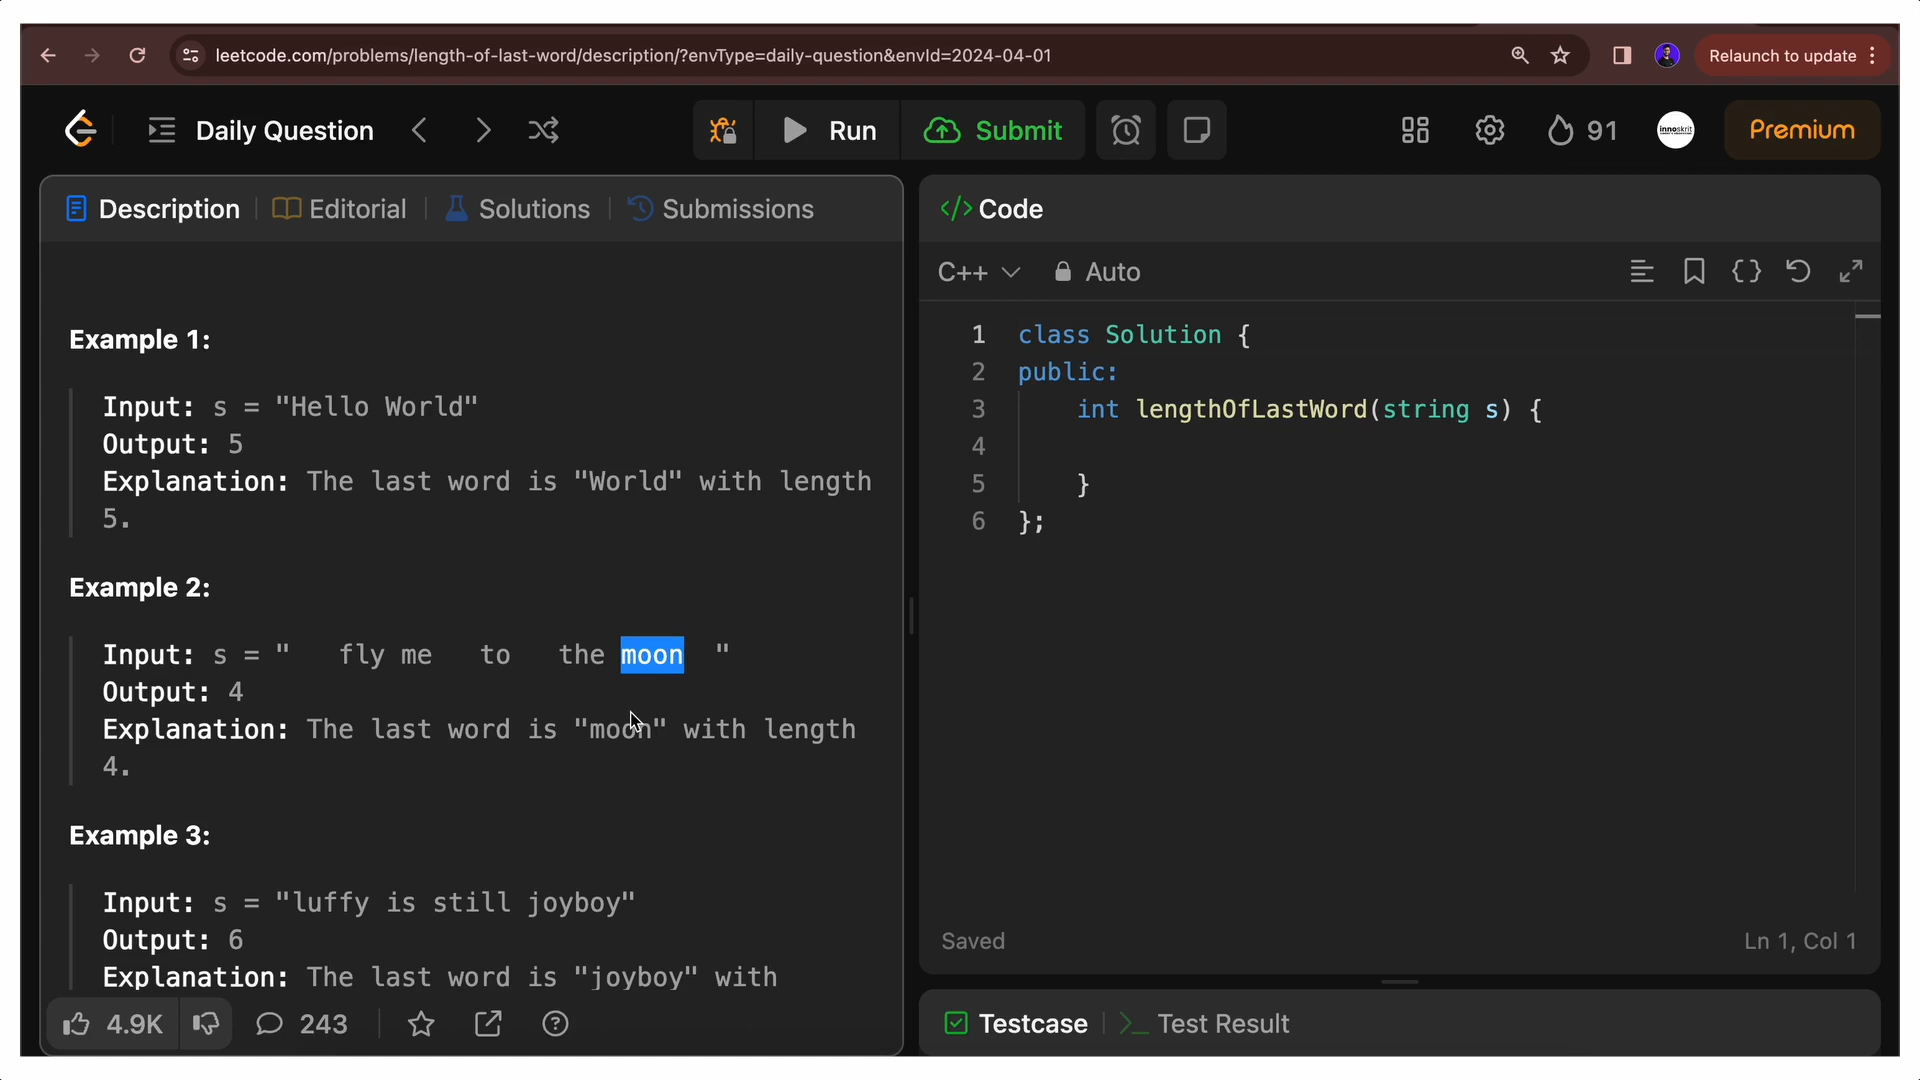 leetcode.com/problems/length-of-last-word/description/?envType=daily-question&envId=2024-04-01
Relaunch to update
Daily Question
Run
Submit
91
innoskrit
Premium
Description
Editorial
Solutions
Submissions
Example 1:
Input: s = "Hello World"
Output: 5
Explanation: The last word is "World" with length
5.
Example 2:
Input: s = "   fly me   to   the moon  "
Output: 4
Explanation: The last word is "moon" with length
4.
Example 3:
Input: s = "luffy is still joyboy"
Output: 6
Explanation: The last word is "joyboy" with
4.9K
243
</> Code
C++
Auto
1 class Solution {
2 public:
3     int lengthOfLastWord(string s) {
4
5     }
6 };
Saved
Ln 1, Col 1
Testcase
Test Result